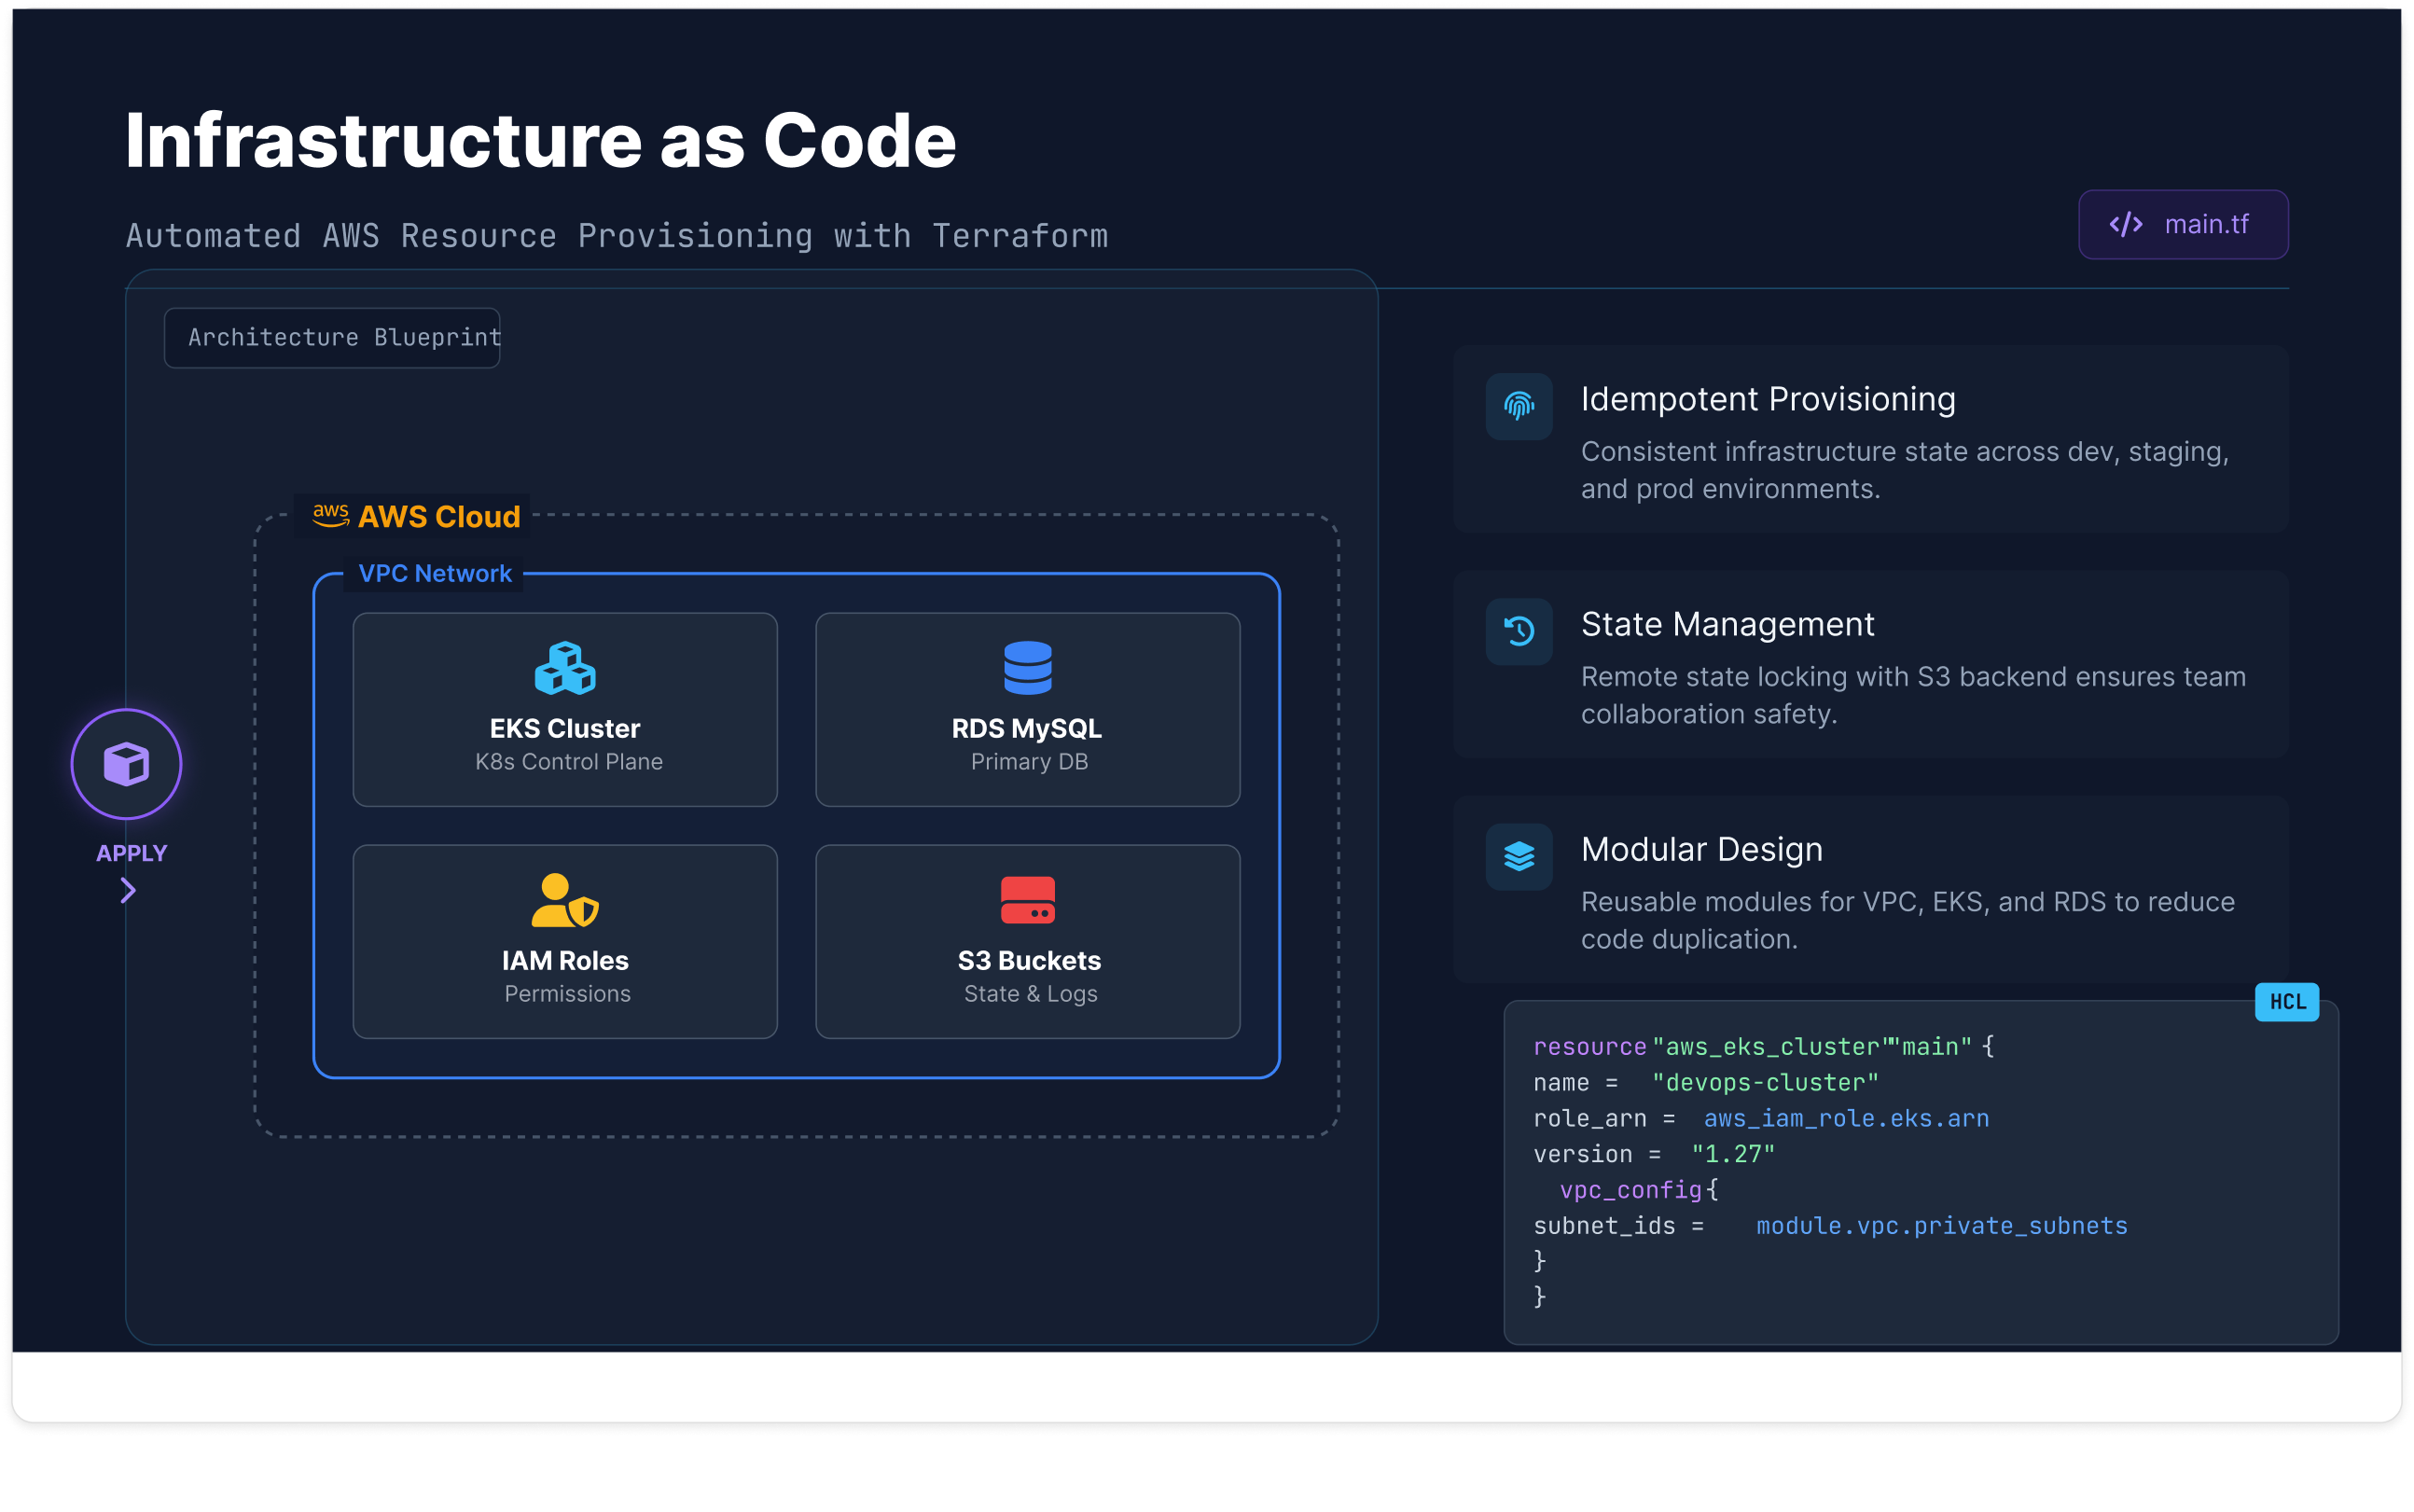 Infrastructure as Code
Automated AWS Resource Provisioning with Terraform
main.tf
Architecture Blueprint
aws AWS Cloud
VPC Network
EKS Cluster
K8s Control Plane
RDS MySQL
Primary DB
IAM Roles
Permissions
S3 Buckets
State & Logs
APPLY
Idempotent Provisioning
Consistent infrastructure state across dev, staging,
and prod environments.
State Management
Remote state locking with S3 backend ensures team
collaboration safety.
Modular Design
Reusable modules for VPC, EKS, and RDS to reduce
code duplication.
HCL
resource "aws_eks_cluster" "main" {
name = "devops-cluster"
role_arn = aws_iam_role.eks.arn
version = "1.27"
vpc_config {
subnet_ids = module.vpc.private_subnets
}
}